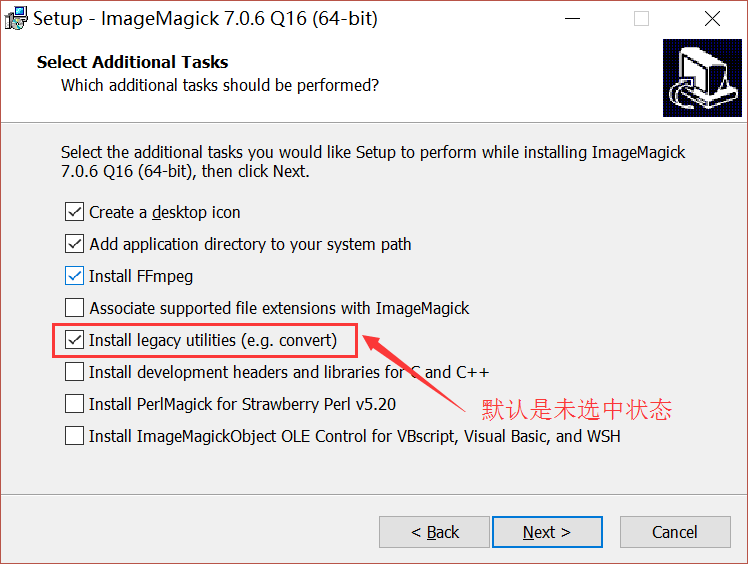 Setup - ImageMagick 7.0.6 Q16 (64-bit)
Select Additional Tasks
Which additional tasks should be performed?
Select the additional tasks you would like Setup to perform while installing ImageMagick
7.0.6 Q16 (64-bit), then click Next.
Create a desktop icon
Add application directory to your system path
Install FFmpeg
Associate supported file extensions with ImageMagick
Install legacy utilities (e.g. convert)
Install development headers and libraries for C and C++
Install PerlMagick for Strawberry Perl v5.20
默认是未选中状态
Install ImageMagickObject OLE Control for VBscript, Visual Basic, and WSH
< Back
Next >
Cancel